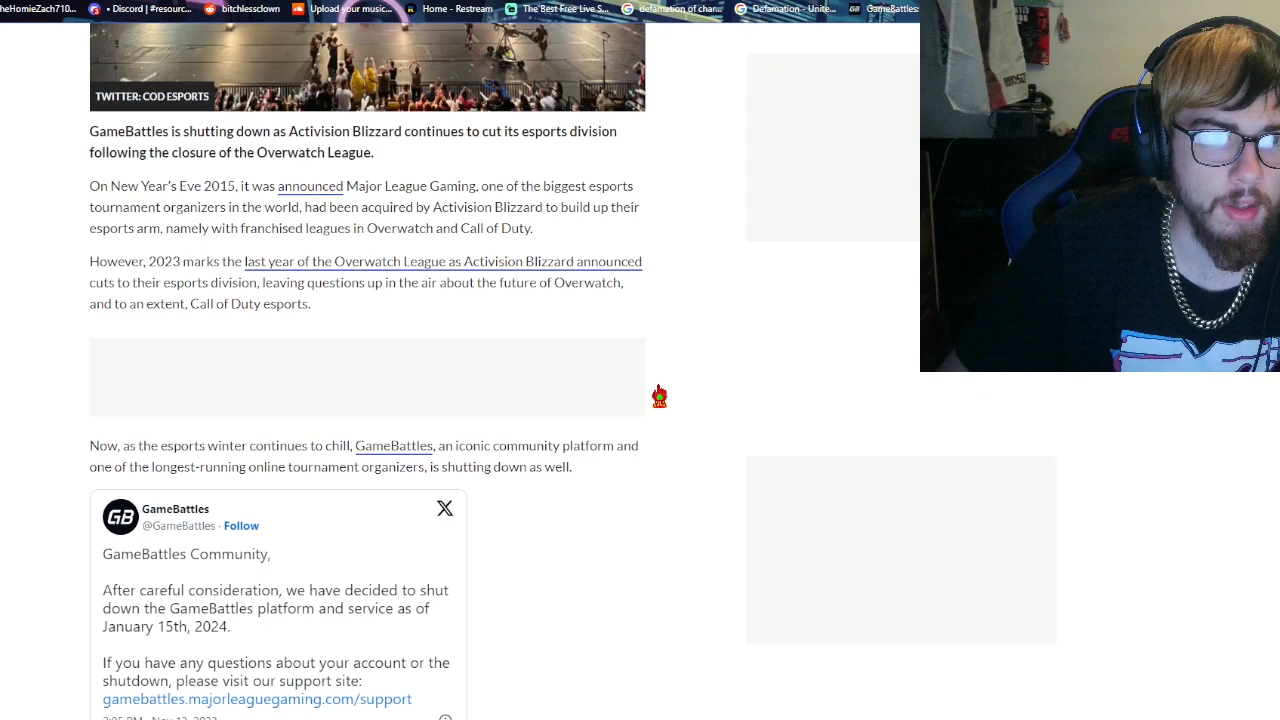 heHomieZach710...
• Discord | #resourc...
bitchlessclown
Upload your music...
Home - Restream
The Best Free Live S...
defamation of char...
Defamation - Unite...
GameBattles:
TWITTER: COD ESPORTS
GameBattles is shutting down as Activision Blizzard continues to cut its esports division
following the closure of the Overwatch League.
On New Year's Eve 2015, it was announced Major League Gaming, one of the biggest esports
tournament organizers in the world, had been acquired by Activision Blizzard to build up their
esports arm, namely with franchised leagues in Overwatch and Call of Duty.
However, 2023 marks the last year of the Overwatch League as Activision Blizzard announced
cuts to their esports division, leaving questions up in the air about the future of Overwatch,
and to an extent, Call of Duty esports.
Now, as the esports winter continues to chill, GameBattles, an iconic community platform and
one of the longest-running online tournament organizers, is shutting down as well.
GB
GameBattles
@GameBattles · Follow
GameBattles Community,
After careful consideration, we have decided to shut
down the GameBattles platform and service as of
January 15th, 2024.
If you have any questions about your account or the
shutdown, please visit our support site:
gamebattles.majorleaguegaming.com/support